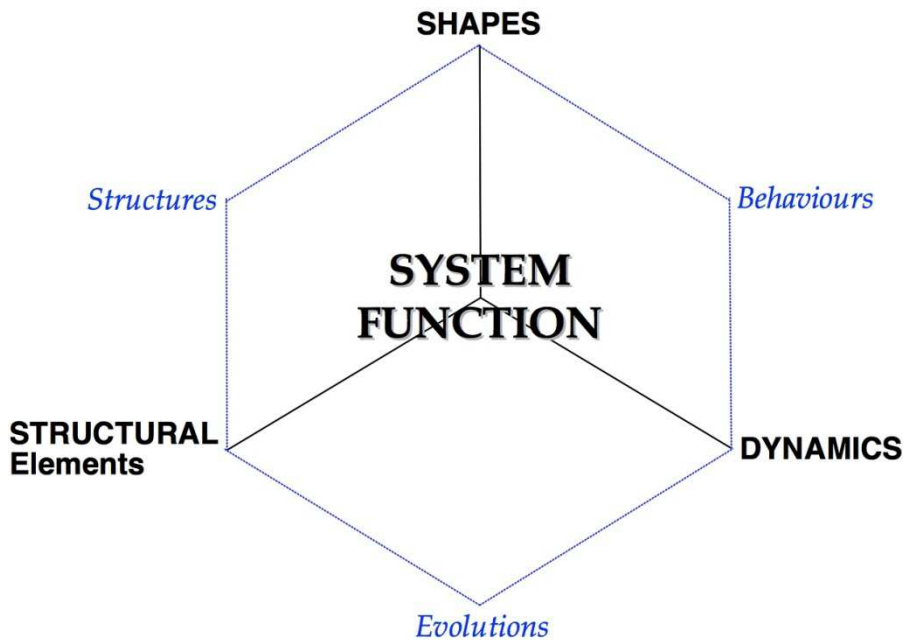 SHAPES
Structures
Behaviours
SYSTEM
FUNCTION
STRUCTURAL
Elements
DYNAMICS
Evolutions